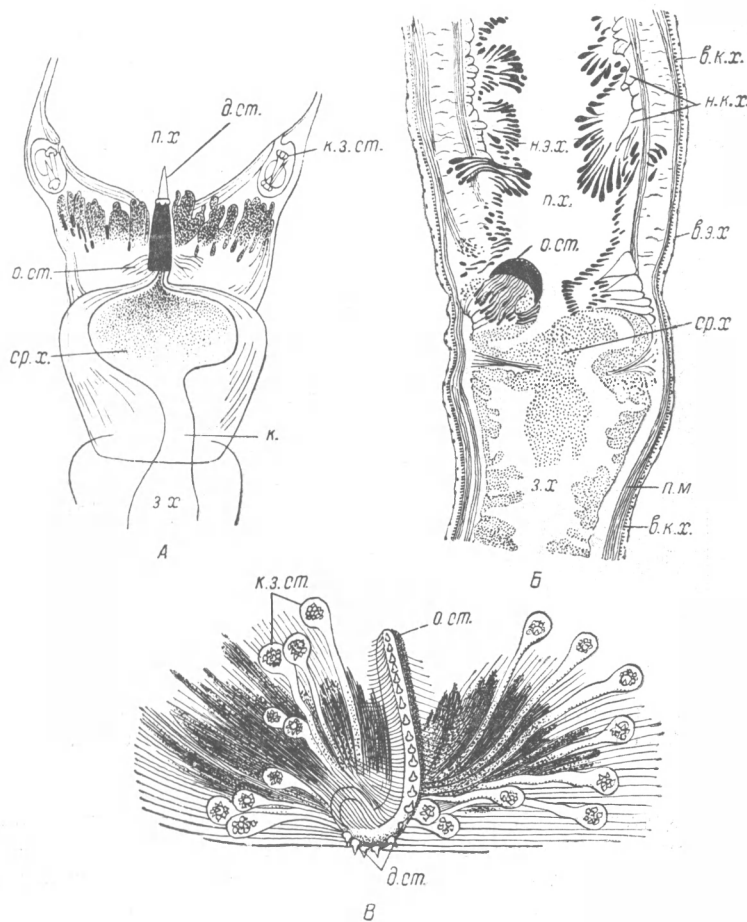 д.ст.
п.х
к.з.ст.
о.ст.
ср.х.
к.
з.х
А
в.к.х.
н.к.х.
н.э.х.
п.х.
в.э.х
о.ст.
ср.х
з.х
п.м
в.к.х.
Б
к.з.ст.
о.ст.
д.ст.
В